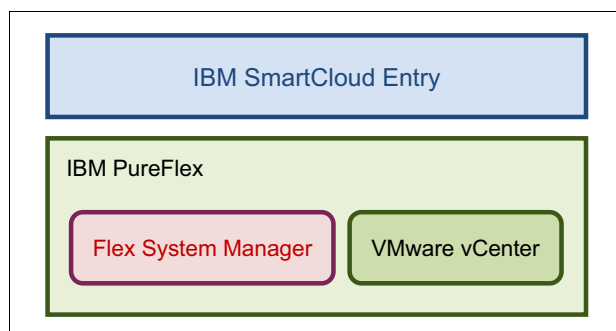 IBM SmartCloud Entry
IBM PureFlex
Flex System Manager
VMware vCenter